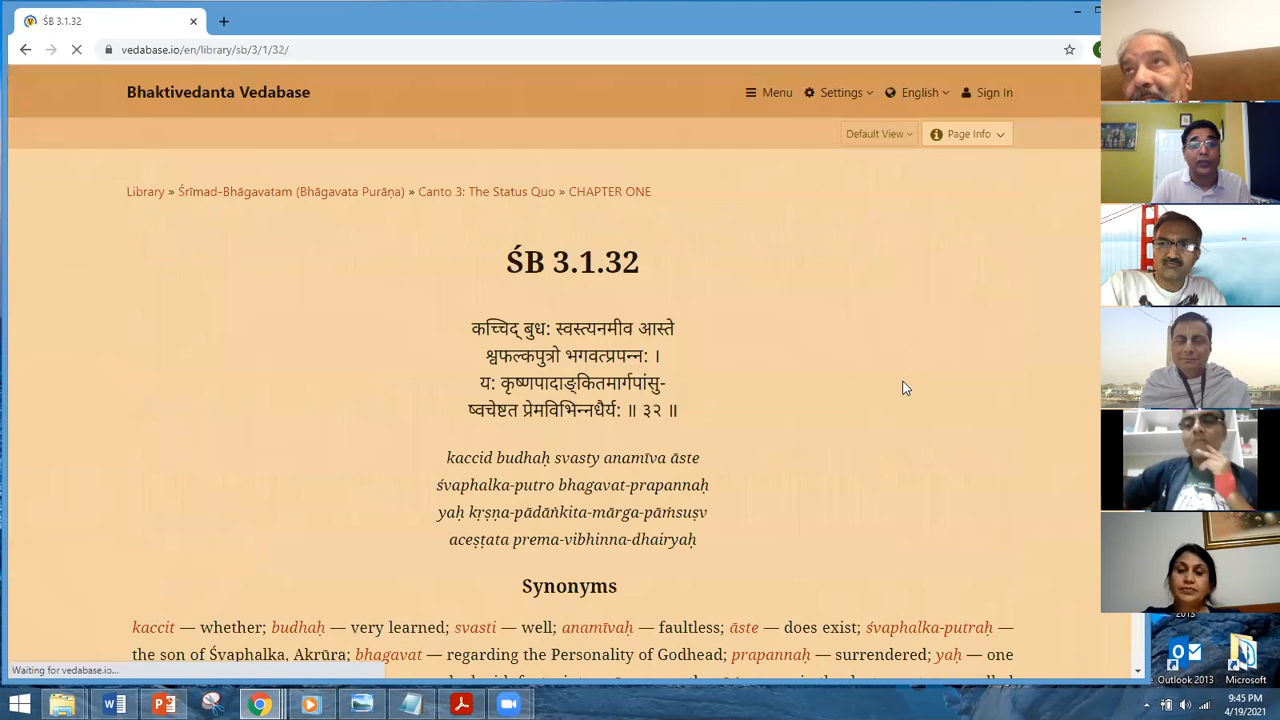 ŚB 3.1.32
vedabase.io/en/library/sb/3/1/32/
Bhaktivedanta Vedabase
Menu Settings English Sign In
Default View Page Info
Library » Śrīmad-Bhāgavatam (Bhāgavata Purāṇa) » Canto 3: The Status Quo » CHAPTER ONE
ŚB 3.1.32
कच्चिद् बुध: स्वस्त्यनमीव आस्ते
श्वफल्कपुत्रो भगवत्प्रपन्न: ।
य: कृष्णपादाङ्कितमार्गपांसु-
ष्वचेष्टत प्रेमविभिन्नधैर्य: ॥ ३२ ॥
kaccid budhaḥ svasty anamīva āste
śvaphalka-putro bhagavat-prapannaḥ
yaḥ kṛṣṇa-pādāṅkita-mārga-pāṁsuṣv
aceṣṭata prema-vibhinna-dhairyaḥ
Synonyms
kaccit — whether; budhaḥ — very learned; svasti — well; anamīvaḥ — faultless; āste — does exist; śvaphalka-putraḥ —
the son of Śvaphalka, Akrūra; bhagavat — regarding the Personality of Godhead; prapannaḥ — surrendered; yaḥ — one
Waiting for vedabase.io...
2013
Outlook 2013
Microsoft
9:45 PM
4/19/2021